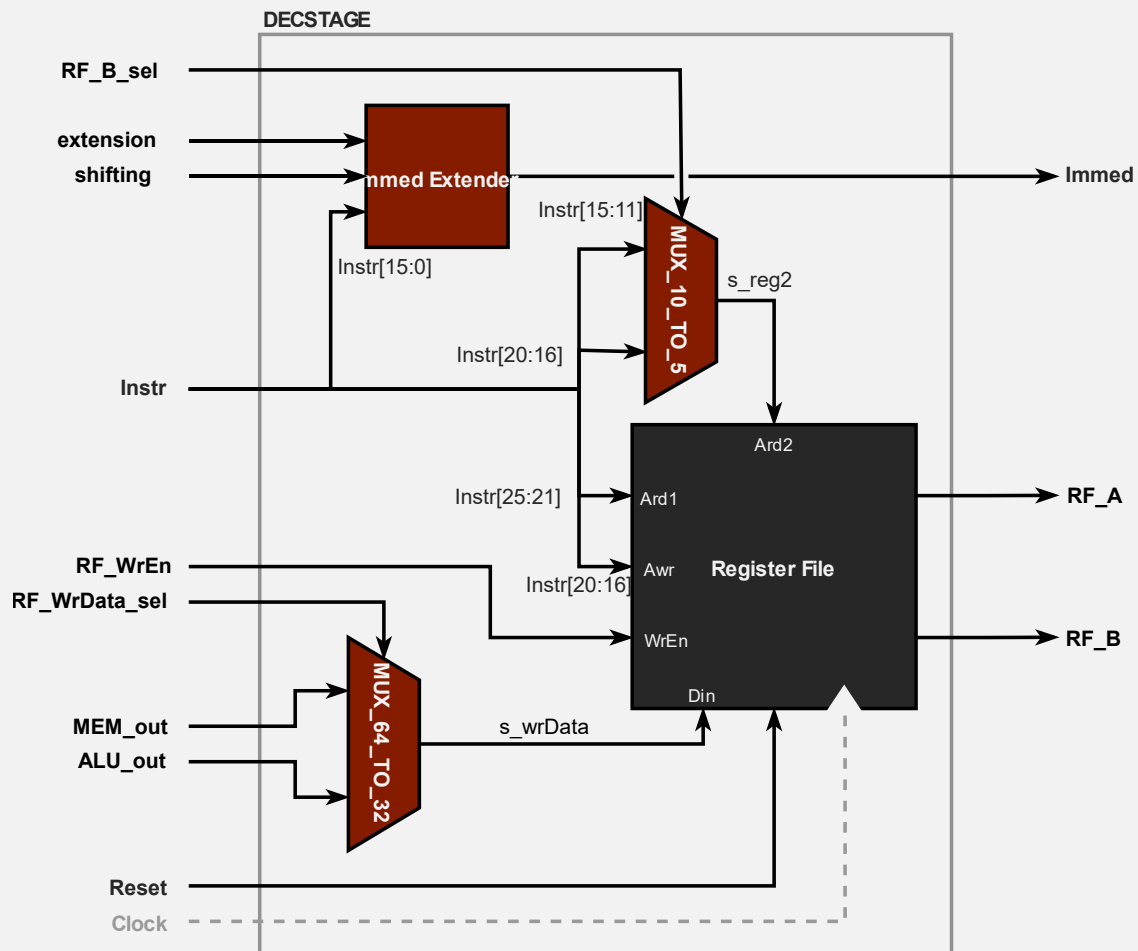 DECSTAGE
RF_B_sel
extension
shifting
mmed Extender
Immed
Instr[15:11]
MUX_10_TO_5
Instr[15:0]
s_reg2
Instr[20:16]
Instr
Ard2
Instr[25:21]
Ard1
RF_A
RF_WrEn
Awr
Register File
Instr[20:16]
RF_WrData_sel
WrEn
RF_B
MUX_64_TO_32
Din
MEM_out
s_wrData
ALU_out
Reset
Clock